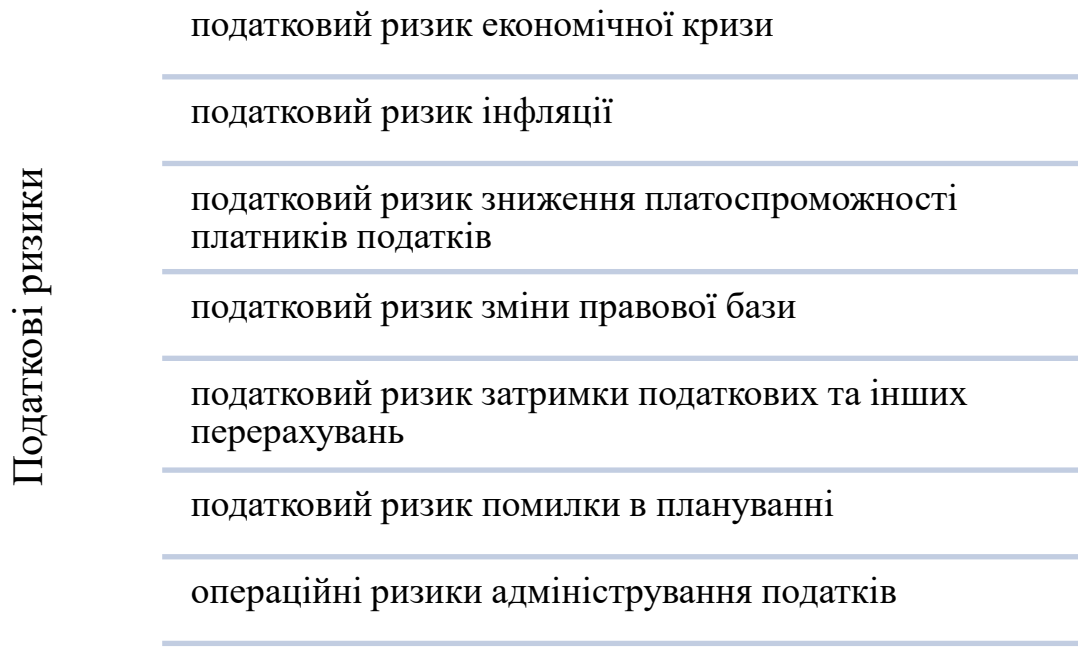 Податкові ризики
податковий ризик економічної кризи
податковий ризик інфляції
податковий ризик зниження платоспроможності
платників податків
податковий ризик зміни правової бази
податковий ризик затримки податкових та інших
перерахувань
податковий ризик помилки в плануванні
операційні ризики адміністрування податків